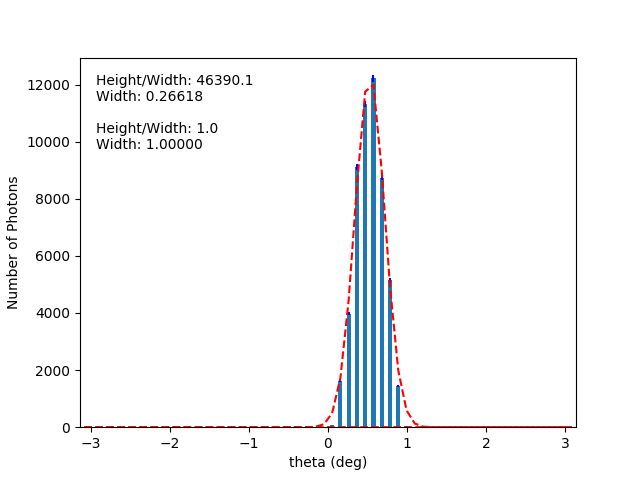 Height/Width: 46390.1
Width: 0.26618
Height/Width: 1.0
Width: 1.00000
12000
10000
8000
6000
4000
2000
0
Number of Photons
−3 −2 −1 0 1 2 3
theta (deg)